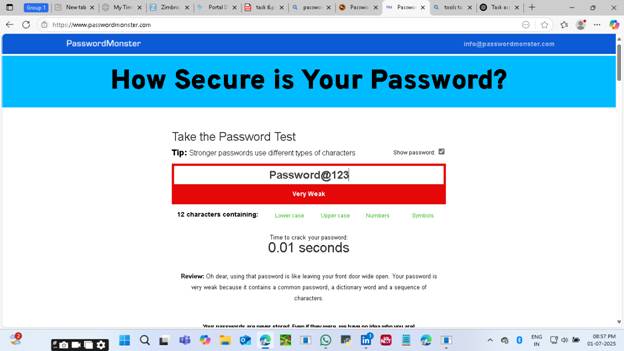 Group 1
New tab
My Tim
Zimbra
Portal D
task 8.p
passwor
Passwo
Passwo
tools to
Task ex
https://www.passwordmonster.com
PasswordMonster
info@passwordmonster.com
How Secure is Your Password?
Take the Password Test
Tip: Stronger passwords use different types of characters
Show password:
Password@123
Very Weak
12 characters containing:
Lower case
Upper case
Numbers
Symbols
Time to crack your password:
0.01 seconds
Review: Oh dear, using that password is like leaving your front door wide open. Your password is
very weak because it contains a common password, a dictionary word and a sequence of
characters.
Your passwords are never stored. Even if they were, we have no idea who you are!
ENG
IN
08:57 PM
01-07-2025